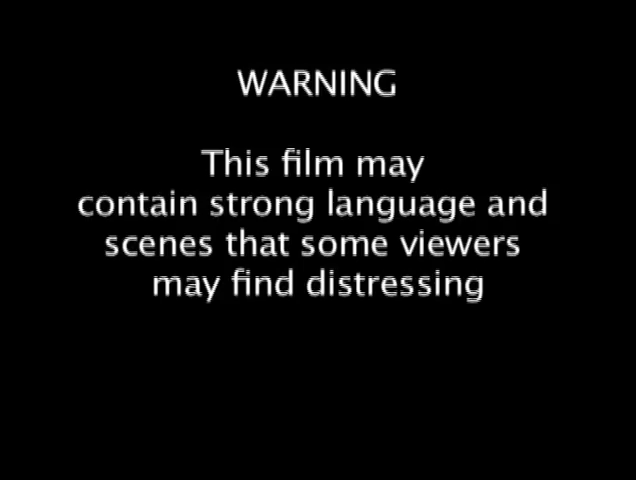 WARNING
This film may
contain strong language and
scenes that some viewers
may find distressing